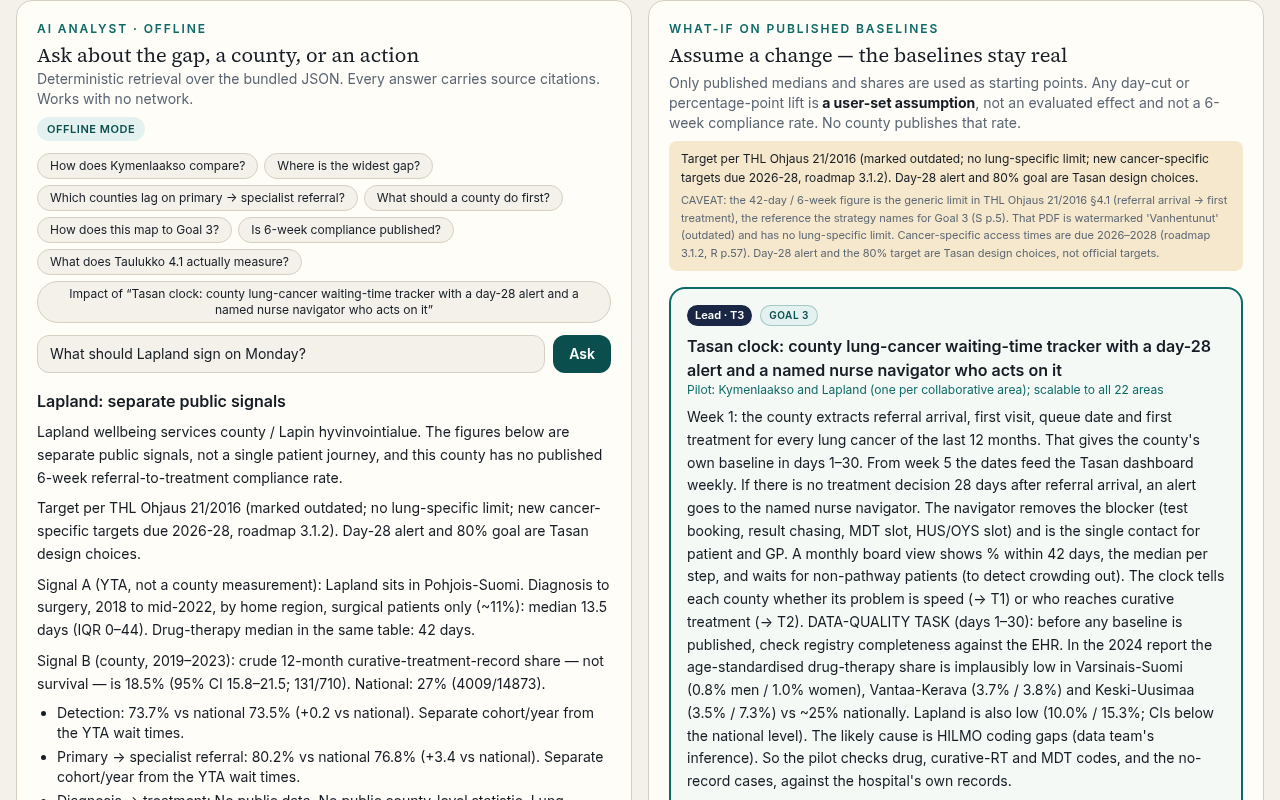 AI ANALYST · OFFLINE
Ask about the gap, a county, or an action
Deterministic retrieval over the bundled JSON. Every answer carries source citations.
Works with no network.
OFFLINE MODE
How does Kymenlaakso compare?
Where is the widest gap?
Which counties lag on primary → specialist referral?
What should a county do first?
How does this map to Goal 3?
Is 6-week compliance published?
What does Taulukko 4.1 actually measure?
Impact of “Tasan clock: county lung-cancer waiting-time tracker with a day-28 alert and a
named nurse navigator who acts on it”
What should Lapland sign on Monday?
Ask
Lapland: separate public signals
Lapland wellbeing services county / Lapin hyvinvointialue. The figures below are
separate public signals, not a single patient journey, and this county has no published
6-week referral-to-treatment compliance rate.
Target per THL Ohjaus 21/2016 (marked outdated; no lung-specific limit; new cancer-
specific targets due 2026-28, roadmap 3.1.2). Day-28 alert and 80% goal are Tasan
design choices.
Signal A (YTA, not a county measurement): Lapland sits in Pohjois-Suomi. Diagnosis to
surgery, 2018 to mid-2022, by home region, surgical patients only (~11%): median 13.5
days (IQR 0–44). Drug-therapy median in the same table: 42 days.
Signal B (county, 2019–2023): crude 12-month curative-treatment-record share — not
survival — is 18.5% (95% CI 15.8–21.5; 131/710). National: 27% (4009/14873).
• Detection: 73.7% vs national 73.5% (+0.2 vs national). Separate cohort/year from
the YTA wait times.
• Primary → specialist referral: 80.2% vs national 76.8% (+3.4 vs national). Separate
cohort/year from the YTA wait times.
• Diagnosis → treatment: No public data. No public county-level statistic. Lung
WHAT-IF ON PUBLISHED BASELINES
Assume a change — the baselines stay real
Only published medians and shares are used as starting points. Any day-cut or
percentage-point lift is a user-set assumption, not an evaluated effect and not a 6-
week compliance rate. No county publishes that rate.
Target per THL Ohjaus 21/2016 (marked outdated; no lung-specific limit; new cancer-specific
targets due 2026-28, roadmap 3.1.2). Day-28 alert and 80% goal are Tasan design choices.
CAVEAT: the 42-day / 6-week figure is the generic limit in THL Ohjaus 21/2016 §4.1 (referral arrival → first
treatment), the reference the strategy names for Goal 3 (S p.5). That PDF is watermarked 'Vanhentunut'
(outdated) and has no lung-specific limit. Cancer-specific access times are due 2026–2028 (roadmap
3.1.2, R p.57). Day-28 alert and the 80% target are Tasan design choices, not official targets.
Lead · T3
GOAL 3
Tasan clock: county lung-cancer waiting-time tracker with a day-28
alert and a named nurse navigator who acts on it
Pilot: Kymenlaakso and Lapland (one per collaborative area); scalable to all 22 areas
Week 1: the county extracts referral arrival, first visit, queue date and first
treatment for every lung cancer of the last 12 months. That gives the county's
own baseline in days 1–30. From week 5 the dates feed the Tasan dashboard
weekly. If there is no treatment decision 28 days after referral arrival, an alert
goes to the named nurse navigator. The navigator removes the blocker (test
booking, result chasing, MDT slot, HUS/OYS slot) and is the single contact for
patient and GP. A monthly board view shows % within 42 days, the median per
step, and waits for non-pathway patients (to detect crowding out). The clock tells
each county whether its problem is speed (→ T1) or who reaches curative
treatment (→ T2). DATA-QUALITY TASK (days 1–30): before any baseline is
published, check registry completeness against the EHR. In the 2024 report the
age-standardised drug-therapy share is implausibly low in Varsinais-Suomi
(0.8% men / 1.0% women), Vantaa-Kerava (3.7% / 3.8%) and Keski-Uusimaa
(3.5% / 7.3%) vs ~25% nationally. Lapland is also low (10.0% / 15.3%; CIs below
the national level). The likely cause is HILMO coding gaps (data team's
inference). So the pilot checks drug, curative-RT and MDT codes, and the no-
record cases, against the hospital's own records.